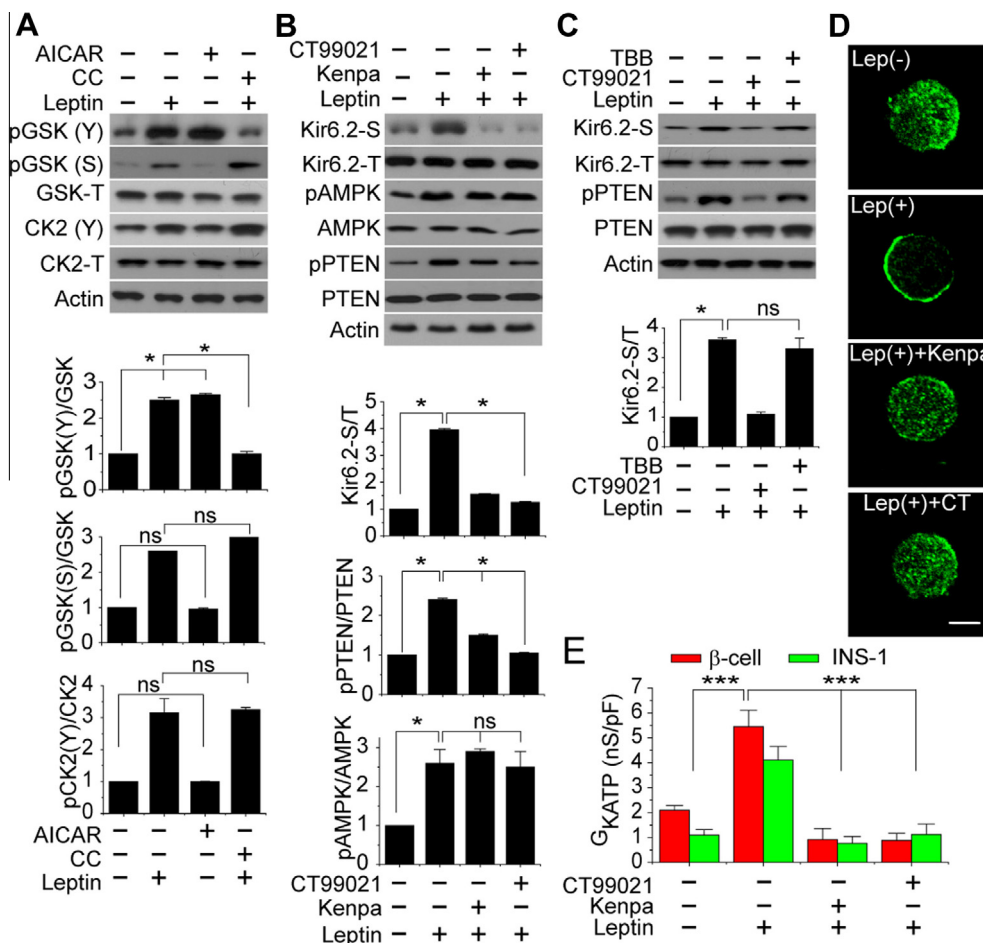 A
AICAR – – + –
CC – – – +
Leptin – + – +
pGSK (Y)
pGSK (S)
GSK-T
CK2 (Y)
CK2-T
Actin
pGSK(Y)/GSK
3
2
1
0
* *
pGSK(S)/GSK
3
2
1
0
ns
ns
pCK2(Y)/CK2
4
3
2
1
0
ns
ns
AICAR – – + –
CC – – – +
Leptin – + – +
B
CT99021 – – – +
Kenpa – – + –
Leptin – + + +
Kir6.2-S
Kir6.2-T
pAMPK
AMPK
pPTEN
PTEN
Actin
Kir6.2-S/T
5
4
3
2
1
0
* *
pPTEN/PTEN
3
2
1
0
* *
pAMPK/AMPK
4
3
2
1
0
* ns
CT99021 – – – +
Kenpa – – + –
Leptin – + + +
C
TBB – – – +
CT99021 – – + –
Leptin – + + +
Kir6.2-S
Kir6.2-T
pPTEN
PTEN
Actin
Kir6.2-S/T
4
3
2
1
0
* ns
TBB – – – +
CT99021 – – + –
Leptin – + + +
D
Lep(-)
Lep(+)
Lep(+)+Kenpa
Lep(+)+CT
E
β-cell INS-1
GKATP (nS/pF)
7
6
5
4
3
2
1
0
*** ***
CT99021 – – – +
Kenpa – – + –
Leptin – + + +